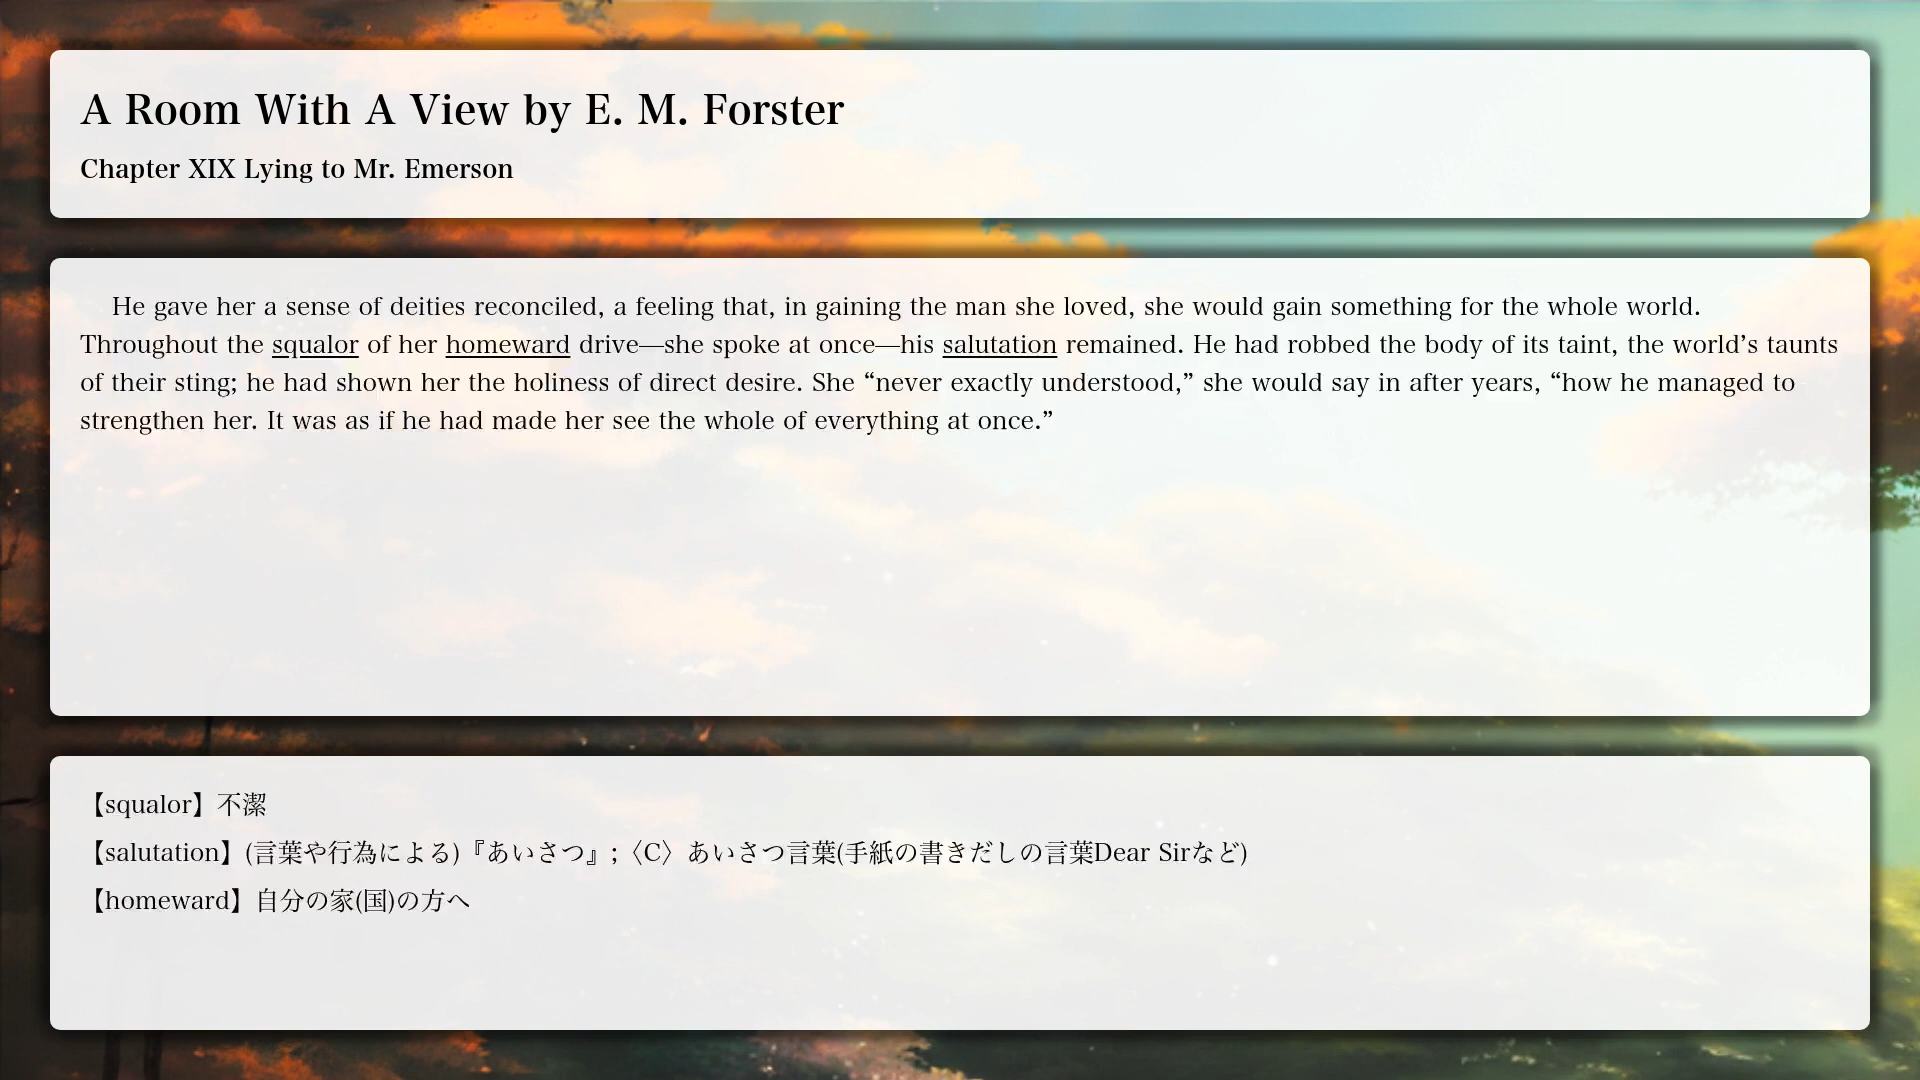 A Room With A View by E. M. Forster
Chapter XIX Lying to Mr. Emerson
He gave her a sense of deities reconciled, a feeling that, in gaining the man she loved, she would gain something for the whole world.
Throughout the squalor of her homeward drive—she spoke at once—his salutation remained. He had robbed the body of its taint, the world’s taunts
of their sting; he had shown her the holiness of direct desire. She “never exactly understood,” she would say in after years, “how he managed to
strengthen her. It was as if he had made her see the whole of everything at once.”
【squalor】不潔
【salutation】(言葉や行為による)『あいさつ』;〈C〉あいさつ言葉(手紙の書きだしの言葉Dear Sirなど)
【homeward】自分の家(国)の方へ